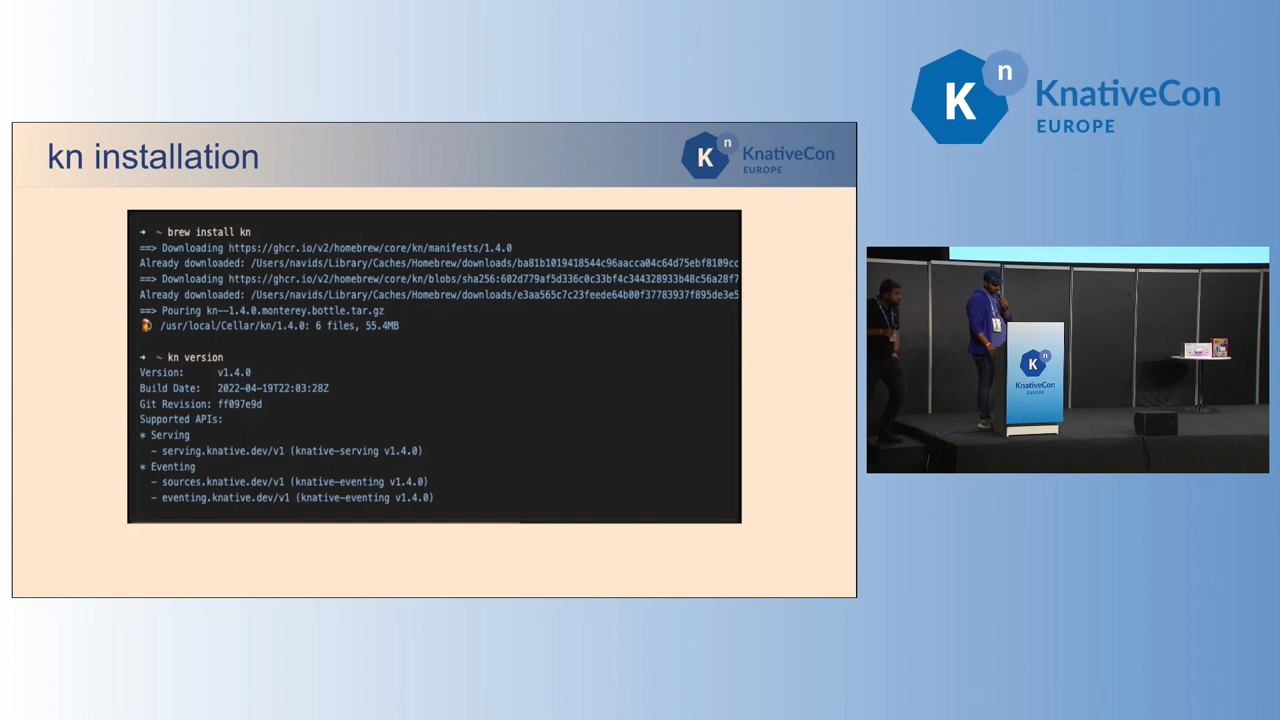 K n KnativeCon
EUROPE
kn installation
K n KnativeCon
EUROPE
➜ ~ brew install kn
==> Downloading https://ghcr.io/v2/homebrew/core/kn/manifests/1.4.0
Already downloaded: /Users/navids/Library/Caches/Homebrew/downloads/ba81b1019418544c96aacca04c64d75ebf8109cc
==> Downloading https://ghcr.io/v2/homebrew/core/kn/blobs/sha256:602d779af5d336c0c33bf4c344328933b48c56a28f7
Already downloaded: /Users/navids/Library/Caches/Homebrew/downloads/e3aa565c7c23feede64b00f37783937f895de3e5
==> Pouring kn--1.4.0.monterey.bottle.tar.gz
🍺 /usr/local/Cellar/kn/1.4.0: 6 files, 55.4MB
➜ ~ kn version
Version: v1.4.0
Build Date: 2022-04-19T22:03:28Z
Git Revision: ff097e9d
Supported APIs:
* Serving
- serving.knative.dev/v1 (knative-serving v1.4.0)
* Eventing
- sources.knative.dev/v1 (knative-eventing v1.4.0)
- eventing.knative.dev/v1 (knative-eventing v1.4.0)
K n
KnativeCon
EUROPE